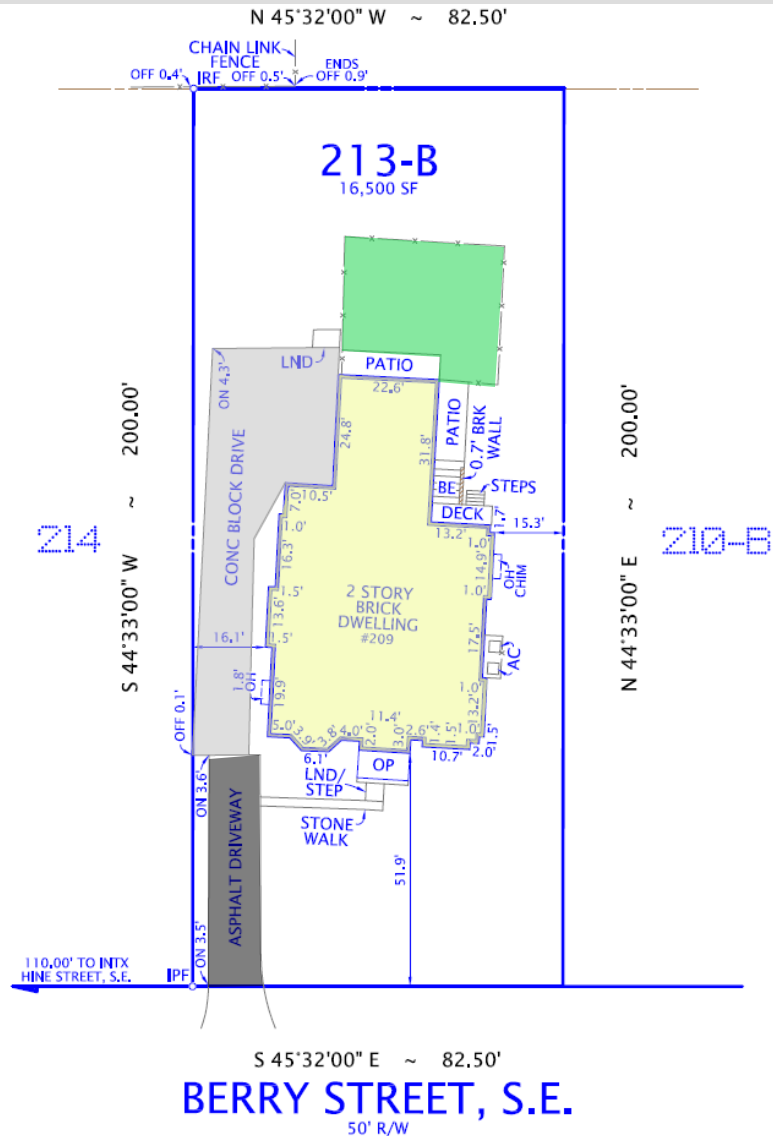 N 45°32'00" W ~ 82.50'
CHAIN LINK
FENCE
ENDS
OFF 0.4'
IRF
OFF 0.5'
OFF 0.9'
213-B
16,500 SF
LND
PATIO
ON 4.3'
22.6'
24.8'
31.8'
PATIO
0.7' BRK
WALL
S 44°33'00" W ~ 200.00'
N 44°33'00" E ~ 200.00'
CONC BLOCK DRIVE
BE
STEPS
10.5'
7.0'
DECK
1.7'
15.3'
214
210-B
1.0'
13.2'
1.0'
16.3'
14.9'
OH
CHIM
1.5'
1.0'
2 STORY
BRICK
DWELLING
#209
13.6'
17.5'
16.1'
1.5'
AC
1.8'
OH
19.9'
1.0'
13.2'
OFF 0.1'
11.4'
5.0'
3.9'
3.8'
4.0'
2.0'
3.0'
2.6'
1.4'
1.5'
1.0'
1.5'
6.1'
10.7'
2.0'
OP
LND/
STEP
ON 3.6'
STONE
WALK
ASPHALT DRIVEWAY
51.9'
ON 3.5'
110.00' TO INTX
HINE STREET, S.E.
IPF
S 45°32'00" E ~ 82.50'
BERRY STREET, S.E.
50' R/W